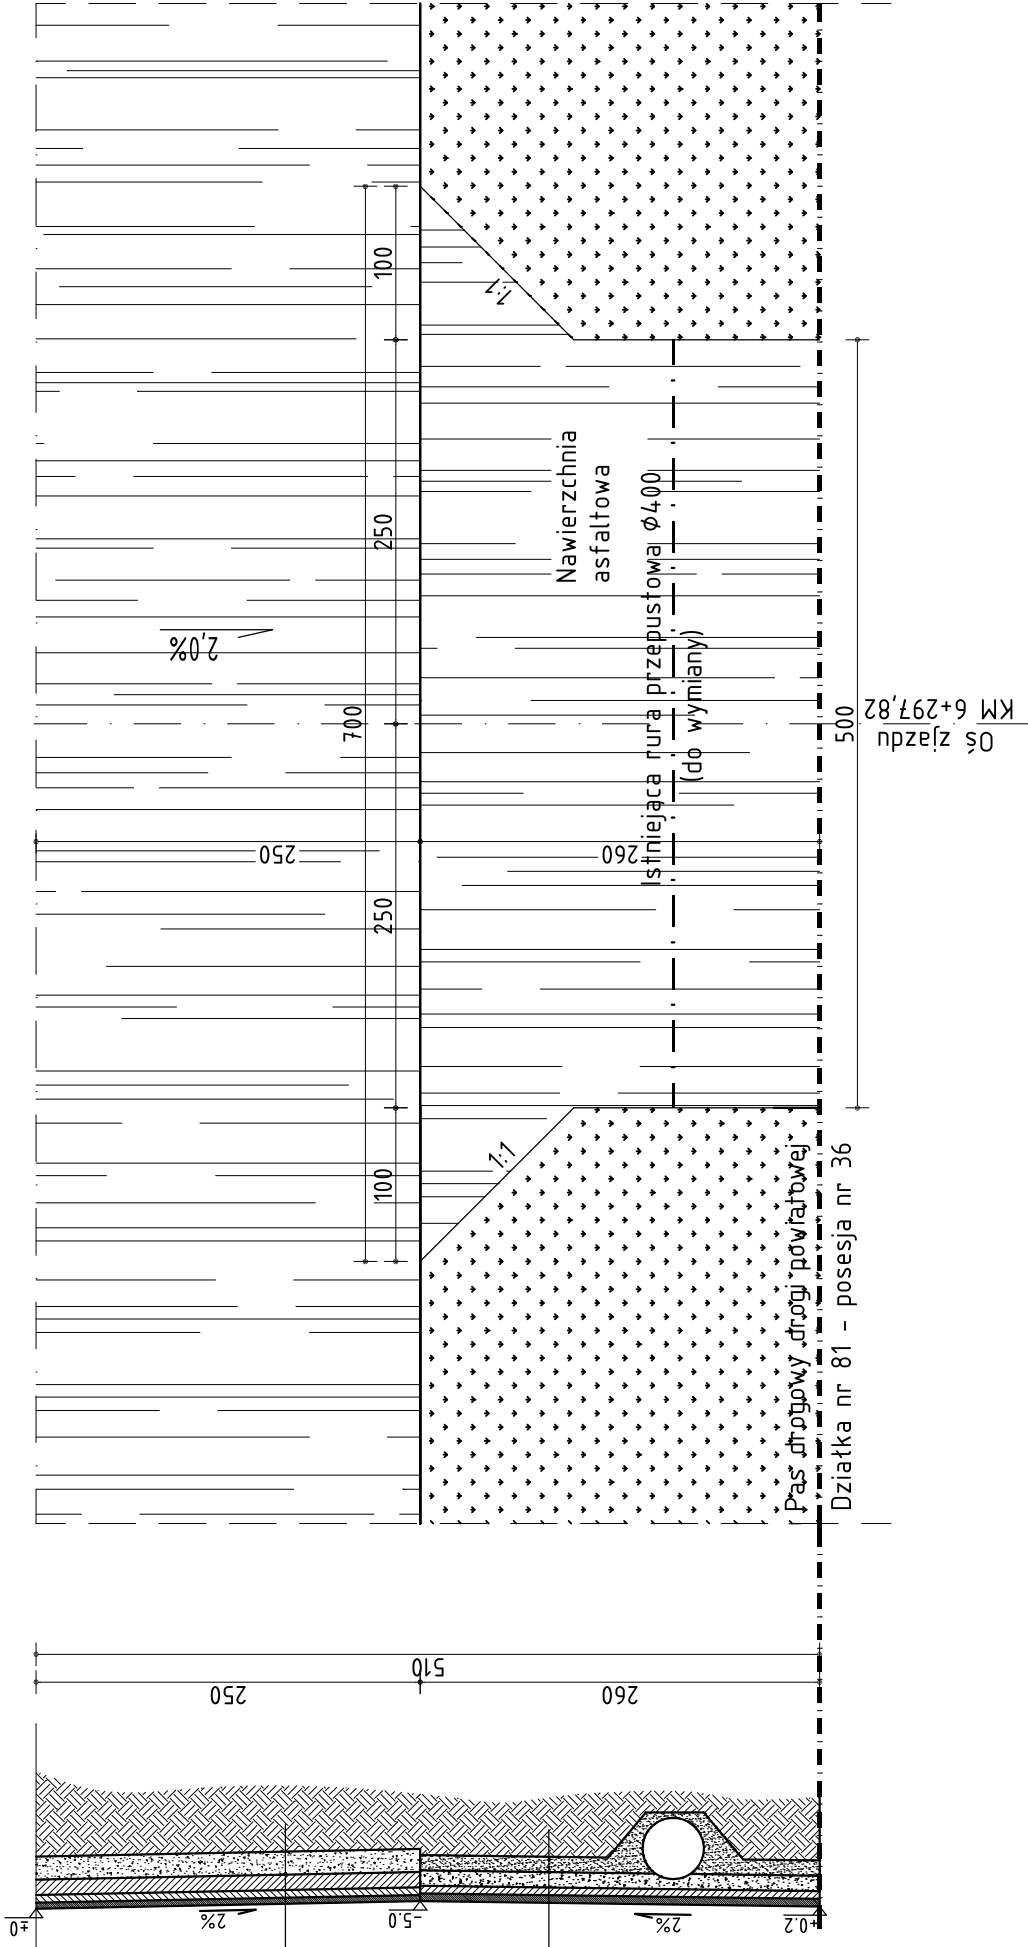 100
1:1
250
Nawierzchnia
asfaltowa
Istniejąca rura przepustowa ø400
(do wymiany)
2,0%
700
500
Oś zjazdu
KM 6+297,82
250
260
250
1:1
100
Pas drogowy drogi powiatowej
Działka nr 81 - posesja nr 36
510
250
260
±0
2%
-5.0
2%
+0.2